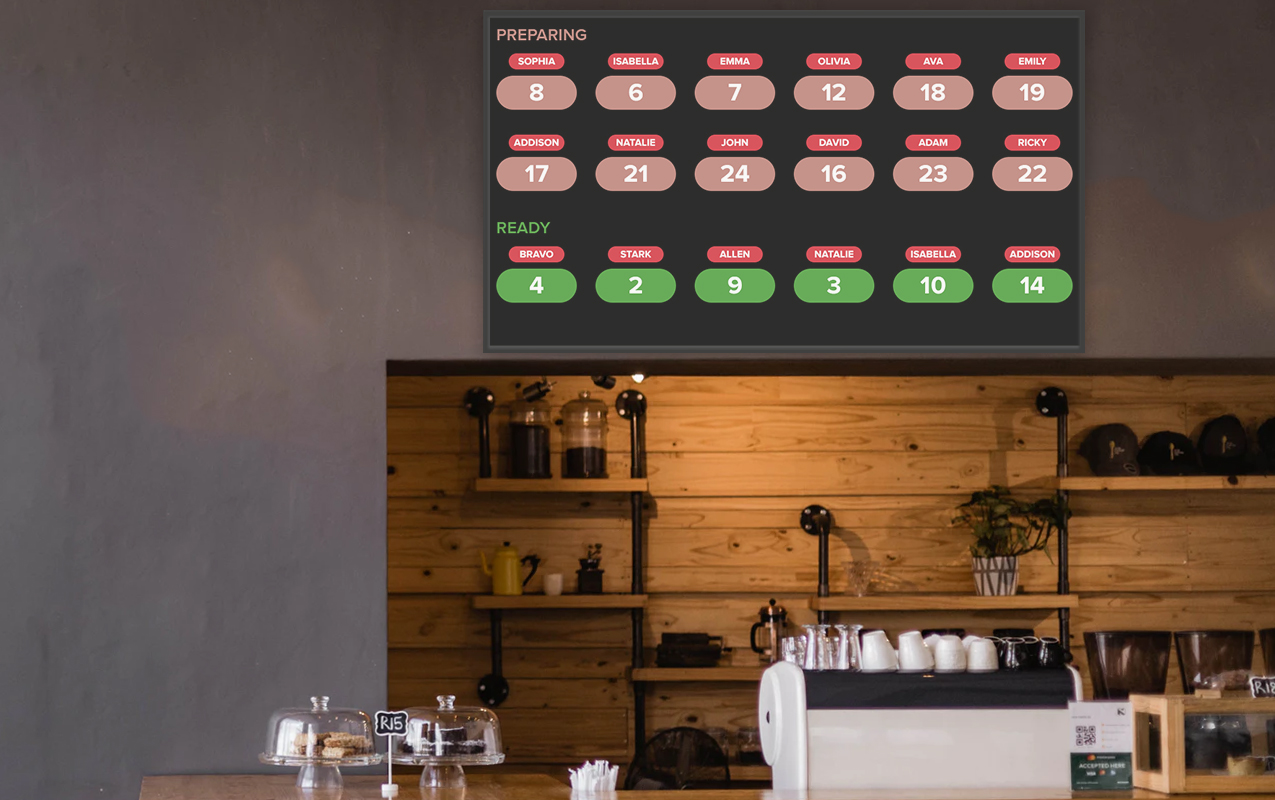 PREPARING
SOPHIA ISABELLA EMMA OLIVIA AVA EMILY
8 6 7 12 18 19
ADDISON NATALIE JOHN DAVID ADAM RICKY
17 21 24 16 23 22
READY
BRAVO STARK ALLEN NATALIE ISABELLA ADDISON
4 2 9 3 10 14
R15
R18
ACCEPTED HERE